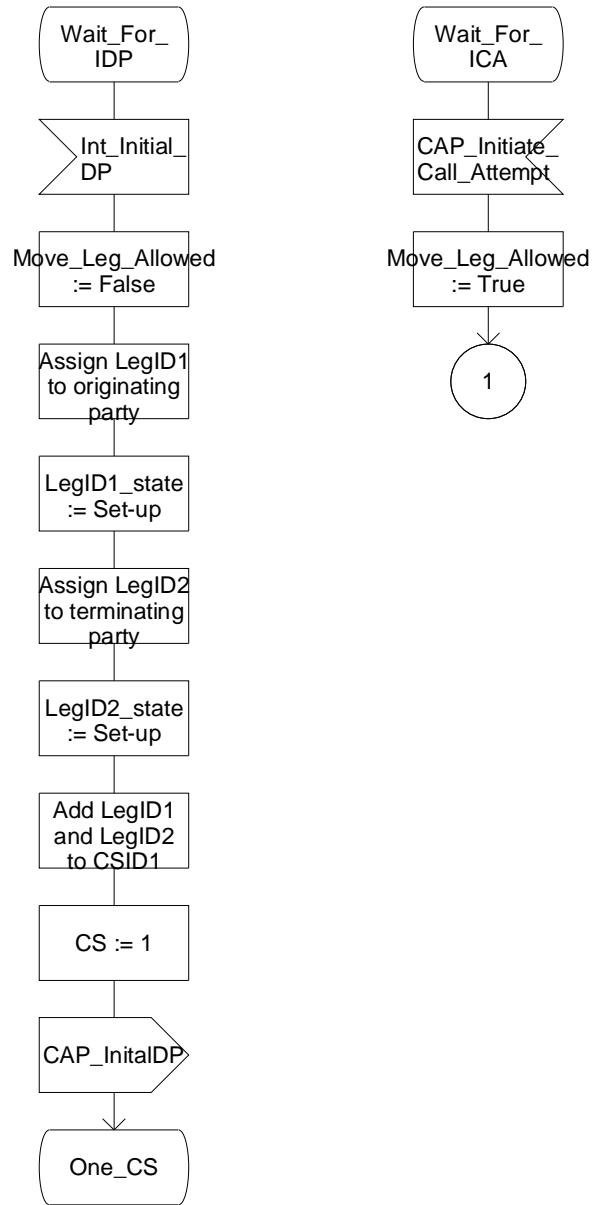 Wait_For_
IDP
Int_Initial_
DP
Move_Leg_Allowed
:= False
Assign LegID1
to originating
party
LegID1_state
:= Set-up
Assign LegID2
to terminating
party
LegID2_state
:= Set-up
Add LegID1
and LegID2
to CSID1
CS := 1
CAP_InitalDP
One_CS
Wait_For_
ICA
CAP_Initiate_
Call_Attempt
Move_Leg_Allowed
:= True
1